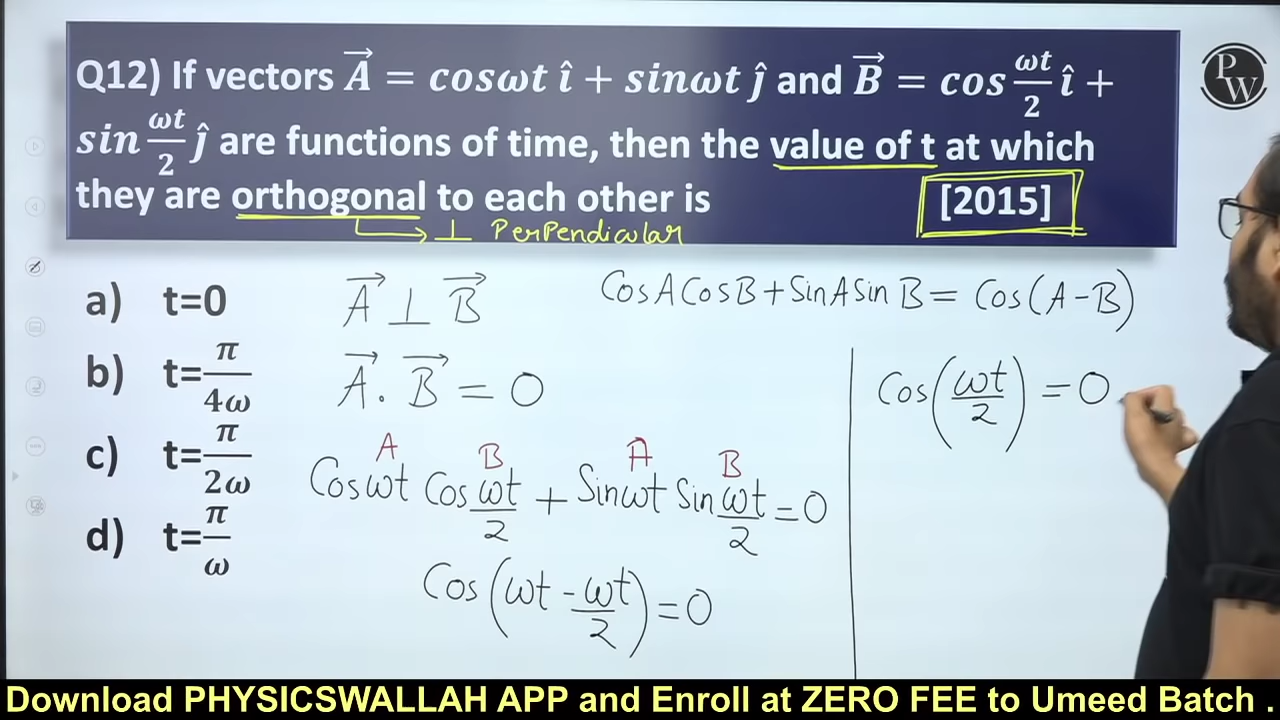 Q12) If vectors A⃗ = cosωt î + sinωt ĵ and B⃗ = cos ωt/2 î +
sin ωt/2 ĵ are functions of time, then the value of t at which
they are orthogonal to each other is [2015]
⊥ Perpendicular
PW
a) t=0
b) t=π/4ω
c) t=π/2ω
d) t=π/ω
A⃗ ⊥ B⃗
A⃗ . B⃗ = 0
A B A B
Cosωt Cos ωt/2 + Sinωt Sin ωt/2 = 0
Cos(ωt - ωt/2) = 0
CosA CosB + SinA Sin B = Cos(A - B)
Cos(ωt/2) = 0
Download PHYSICSWALLAH APP and Enroll at ZERO FEE to Umeed Batch .